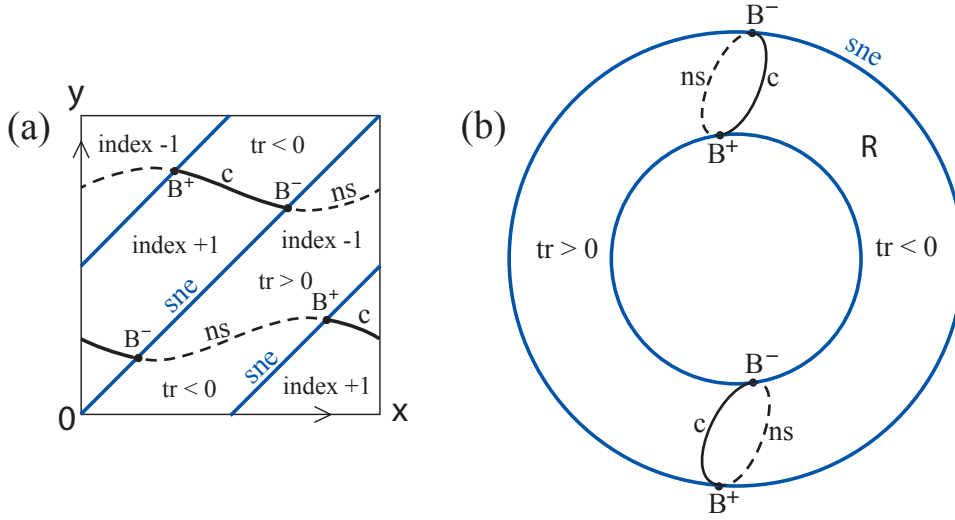 (a)
y
index -1
tr < 0
B⁺
c
B⁻
ns
index +1
index -1
sne
tr > 0
B⁺
c
B⁻
ns
sne
tr < 0
index +1
0
x
(b)
B⁻
sne
ns
c
B⁺
R
tr > 0
tr < 0
B⁻
c
ns
B⁺